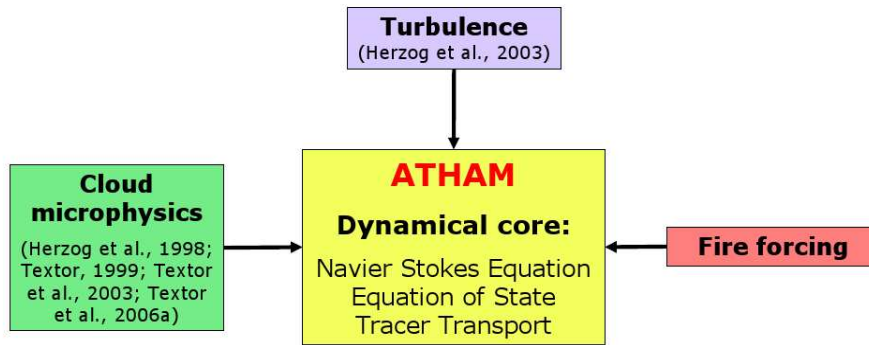 Turbulence
(Herzog et al., 2003)
Cloud
microphysics
(Herzog et al., 1998;
Textor, 1999; Textor
et al., 2003; Textor
et al., 2006a)
ATHAM
Dynamical core:
Navier Stokes Equation
Equation of State
Tracer Transport
Fire forcing